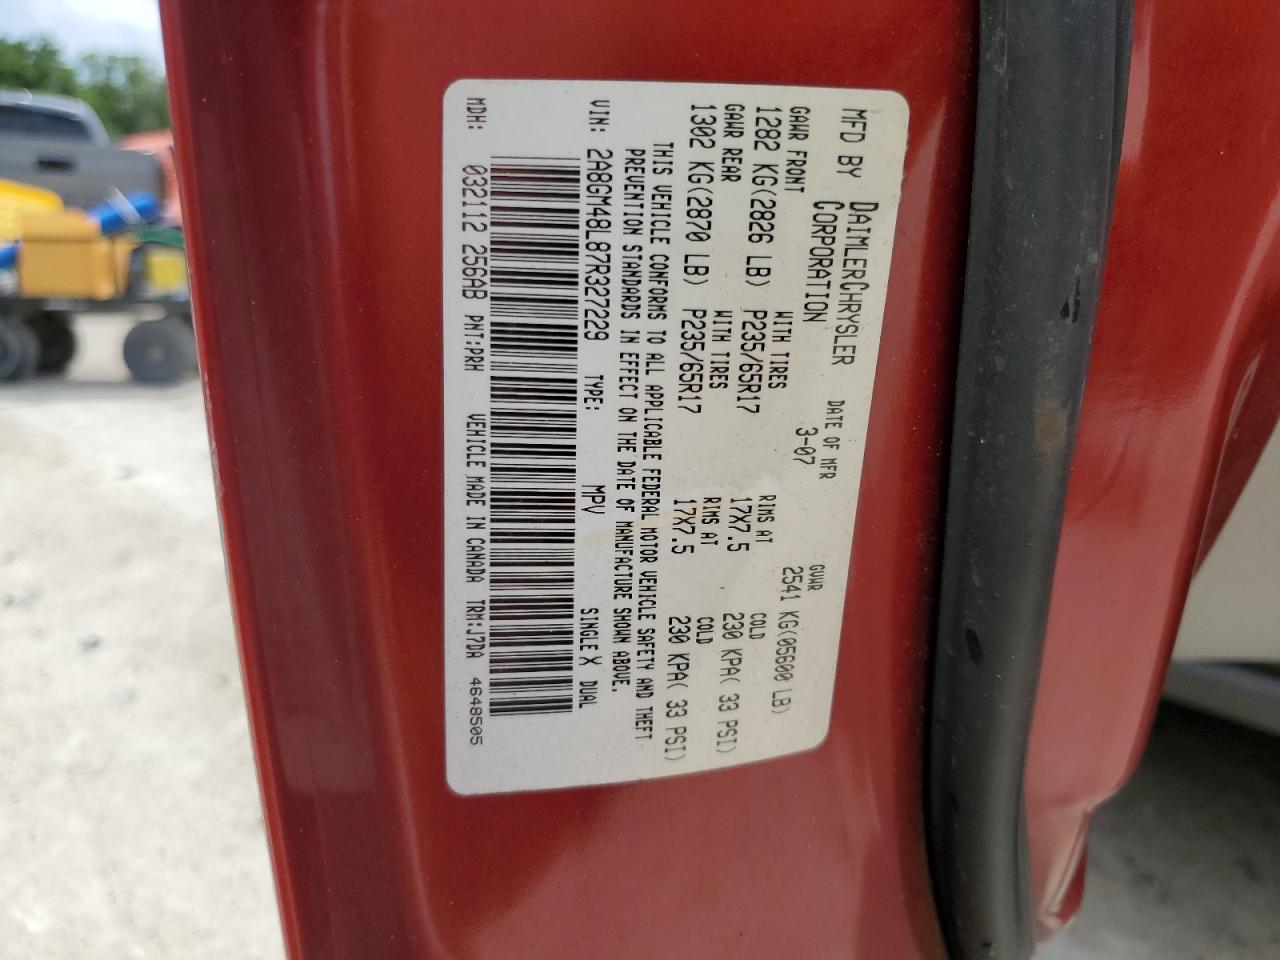 MFD BY DAIMLERCHRYSLER CORPORATION
DATE OF MFR 3-07
GVWR 2541 KG(05600 LB)
GAWR FRONT WITH TIRES RIMS AT COLD
1282 KG(2826 LB) P235/65R17 17X7.5 230 KPA( 33 PSI)
GAWR REAR WITH TIRES RIMS AT COLD
1302 KG(2870 LB) P235/65R17 17X7.5 230 KPA( 33 PSI)
THIS VEHICLE CONFORMS TO ALL APPLICABLE FEDERAL MOTOR VEHICLE SAFETY AND THEFT
PREVENTION STANDARDS IN EFFECT ON THE DATE OF MANUFACTURE SHOWN ABOVE.
VIN: 2A8GM48L87R327229 TYPE: MPV SINGLE X DUAL
MDH: 032112 256AB PNT:PRH VEHICLE MADE IN CANADA TRM:J7DA 4648505